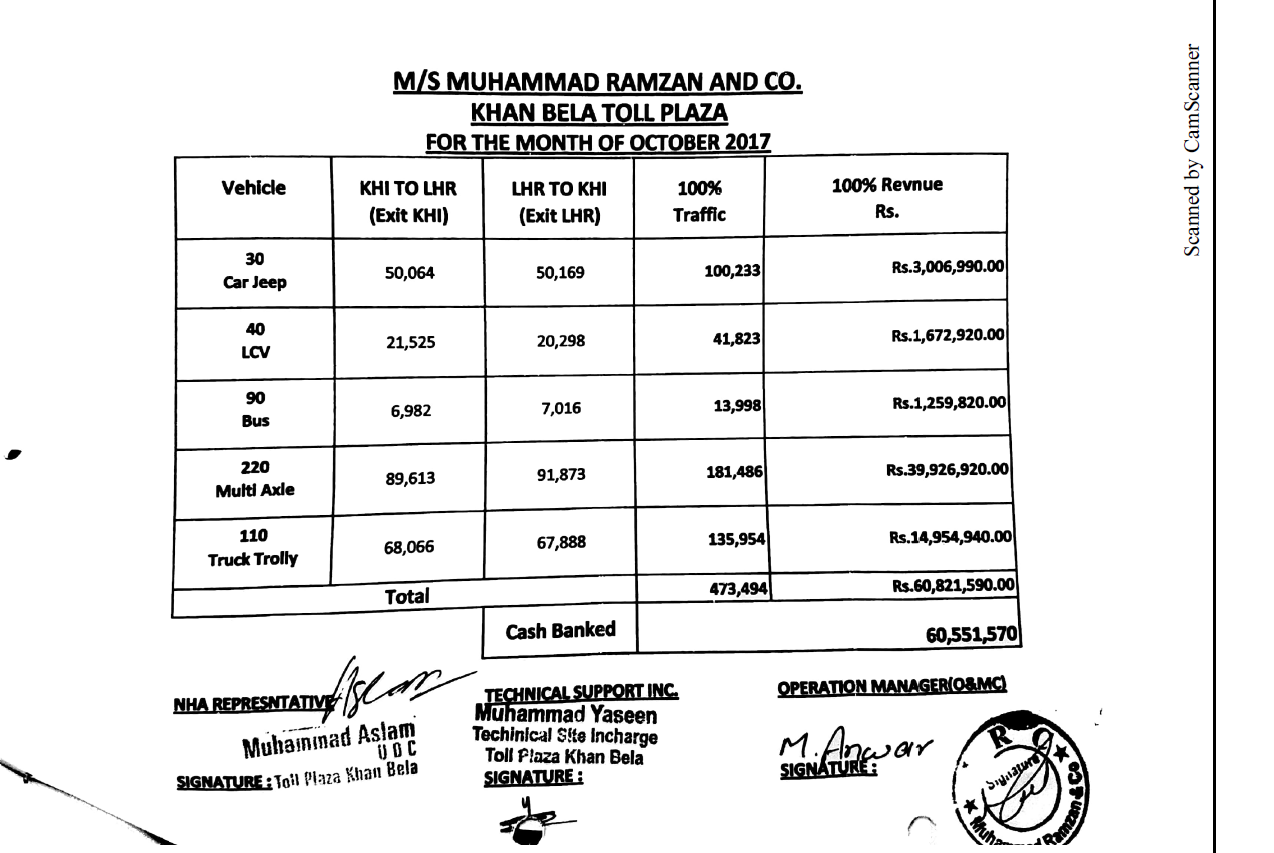 M/S MUHAMMAD RAMZAN AND CO.
KHAN BELA TOLL PLAZA
FOR THE MONTH OF OCTOBER 2017
Vehicle KHI TO LHR (Exit KHI) LHR TO KHI (Exit LHR) 100% Traffic 100% Revnue Rs.
30 Car Jeep 50,064 50,169 100,233 Rs.3,006,990.00
40 LCV 21,525 20,298 41,823 Rs.1,672,920.00
90 Bus 6,982 7,016 13,998 Rs.1,259,820.00
220 Multi Axle 89,613 91,873 181,486 Rs.39,926,920.00
110 Truck Trolly 68,066 67,888 135,954 Rs.14,954,940.00
Total 473,494 Rs.60,821,590.00
Cash Banked 60,551,570
NHA REPRESNTATIVE
Aslam
Muhammad Aslam
UDC
SIGNATURE: Toll Plaza Khan Bela
TECHNICAL SUPPORT INC.
Muhammad Yaseen
Techinical Site Incharge
Toll Plaza Khan Bela
SIGNATURE:
OPERATION MANAGER(O&MC)
M. Anwar
SIGNATURE:
R C
Signature
Muhammad Ramzan & Co
Scanned by CamScanner